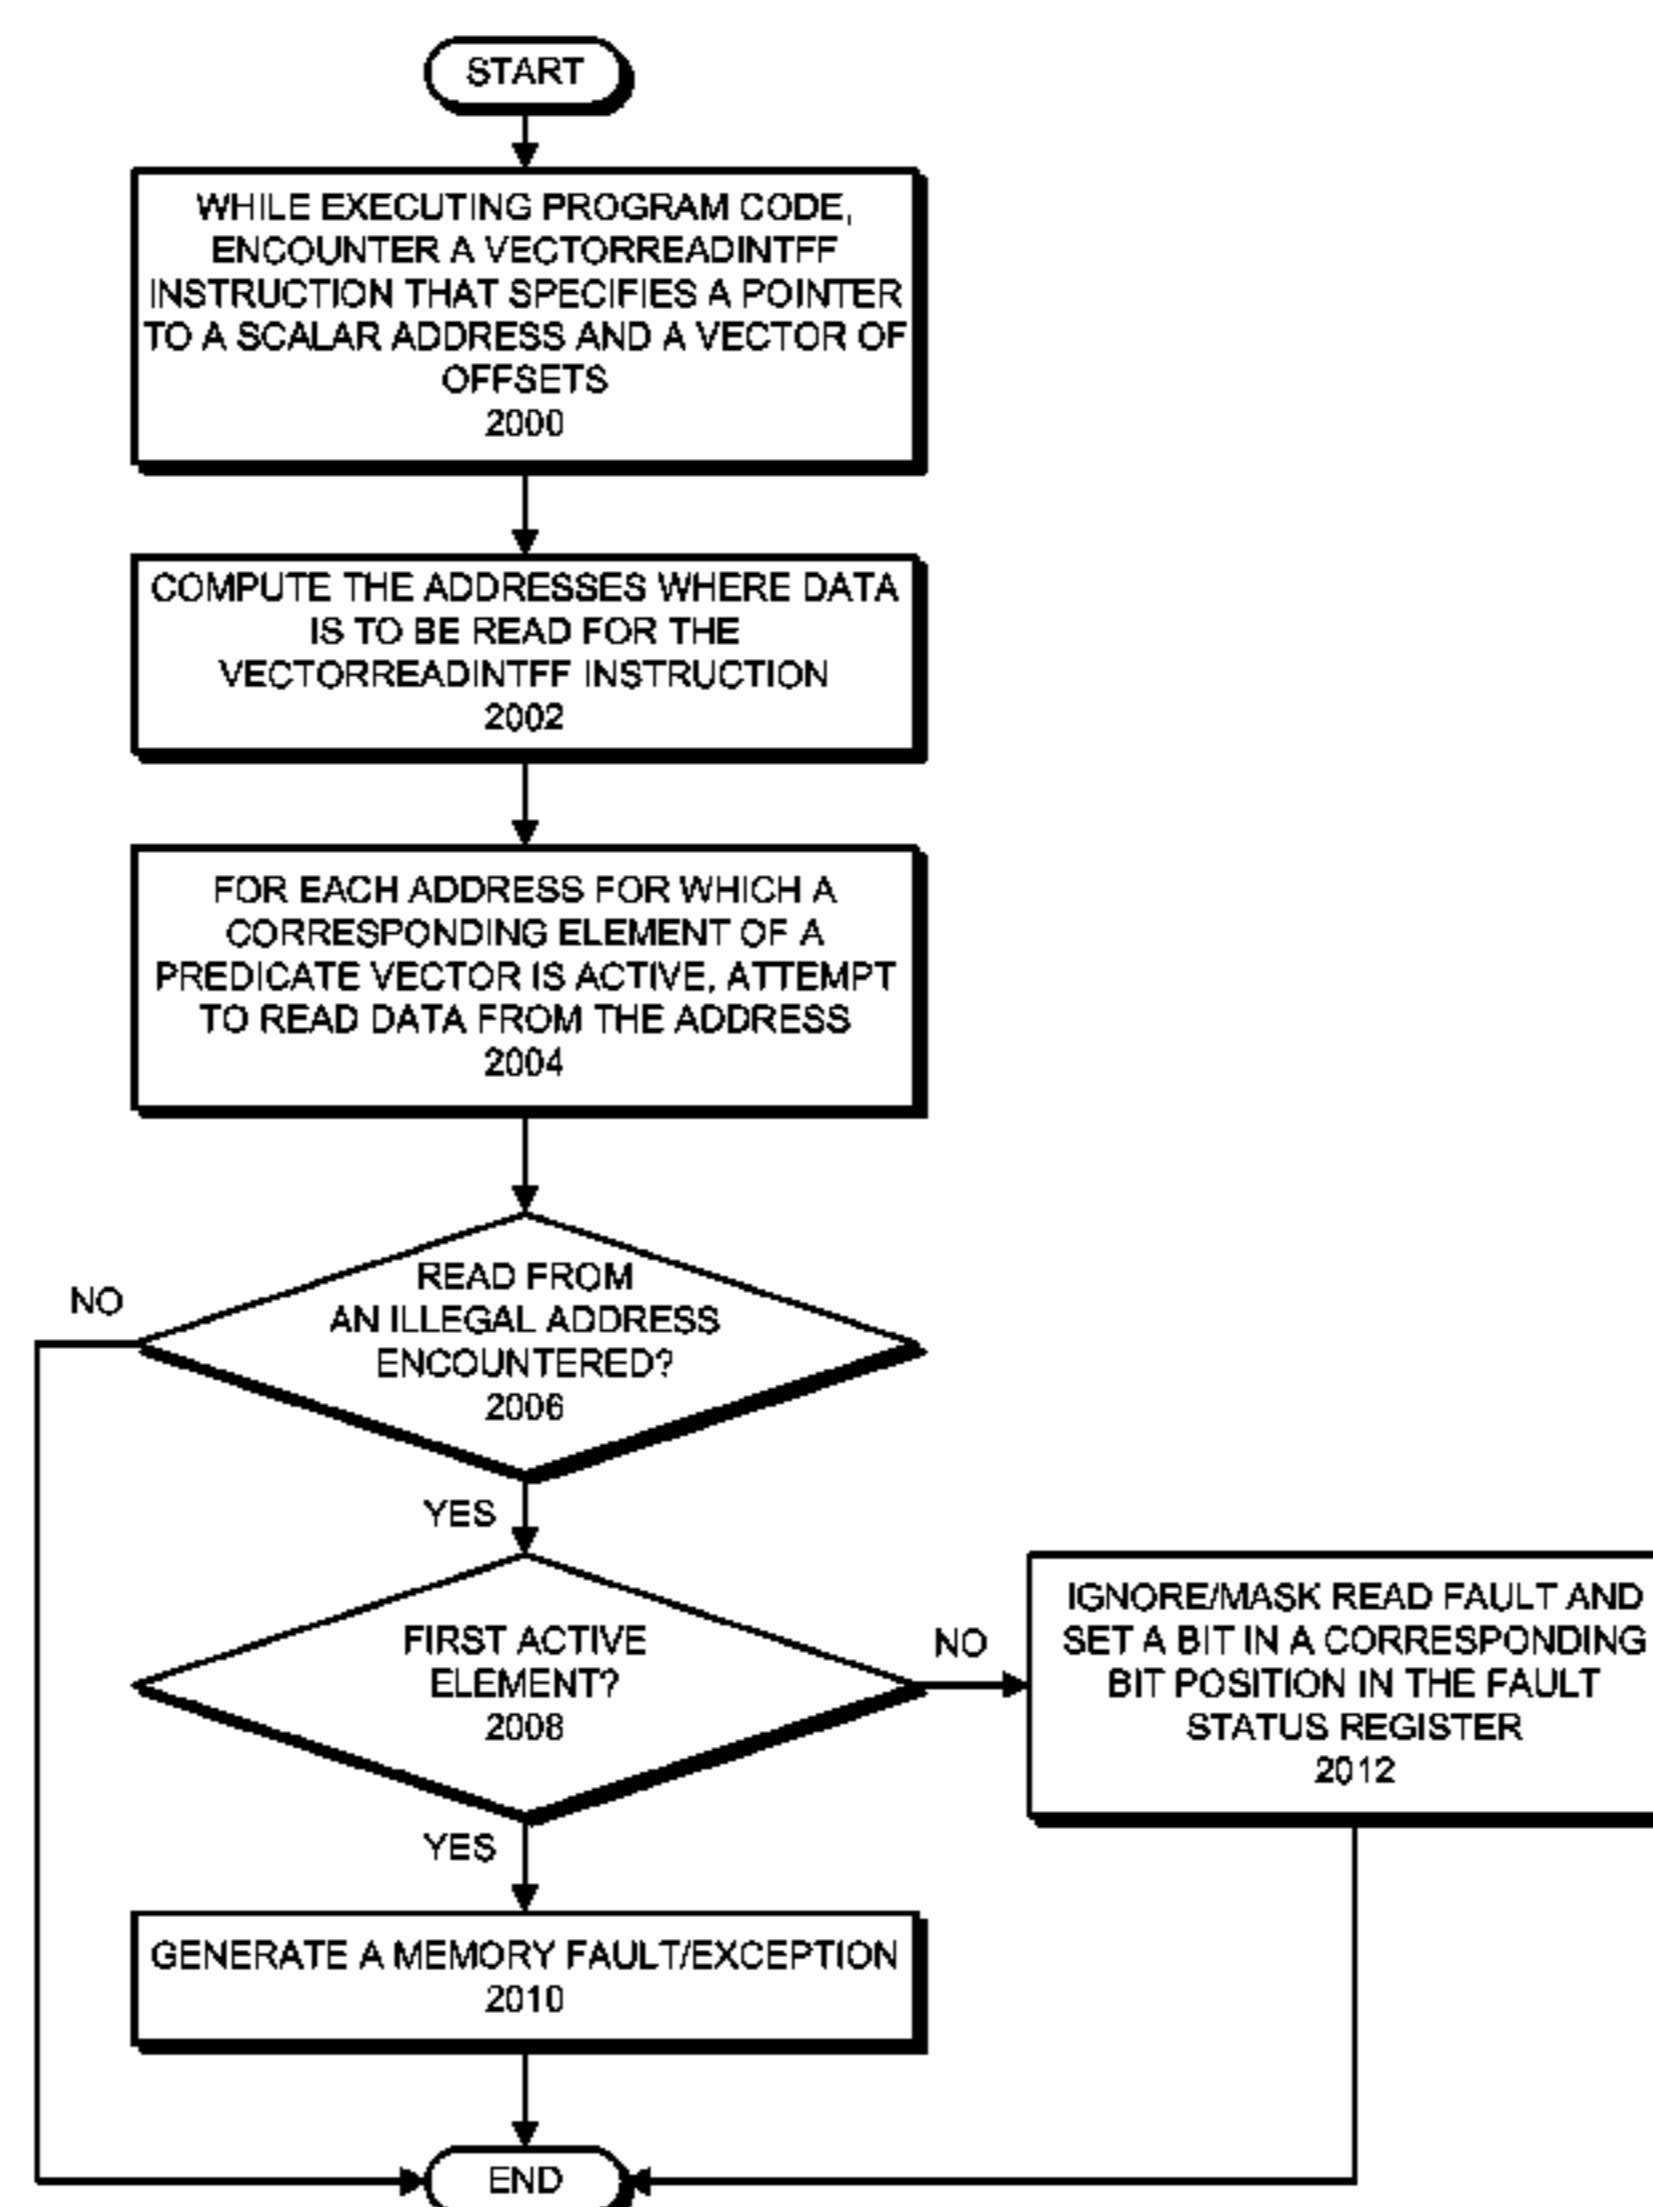 START
WHILE EXECUTING PROGRAM CODE,
ENCOUNTER A VECTORREADINTFF
INSTRUCTION THAT SPECIFIES A POINTER
TO A SCALAR ADDRESS AND A VECTOR OF
OFFSETS
2000
COMPUTE THE ADDRESSES WHERE DATA
IS TO BE READ FOR THE
VECTORREADINTFF INSTRUCTION
2002
FOR EACH ADDRESS FOR WHICH A
CORRESPONDING ELEMENT OF A
PREDICATE VECTOR IS ACTIVE, ATTEMPT
TO READ DATA FROM THE ADDRESS
2004
READ FROM
AN ILLEGAL ADDRESS
ENCOUNTERED?
2006
NO
YES
FIRST ACTIVE
ELEMENT?
2008
NO
IGNORE/MASK READ FAULT AND
SET A BIT IN A CORRESPONDING
BIT POSITION IN THE FAULT
STATUS REGISTER
2012
YES
GENERATE A MEMORY FAULT/EXCEPTION
2010
END